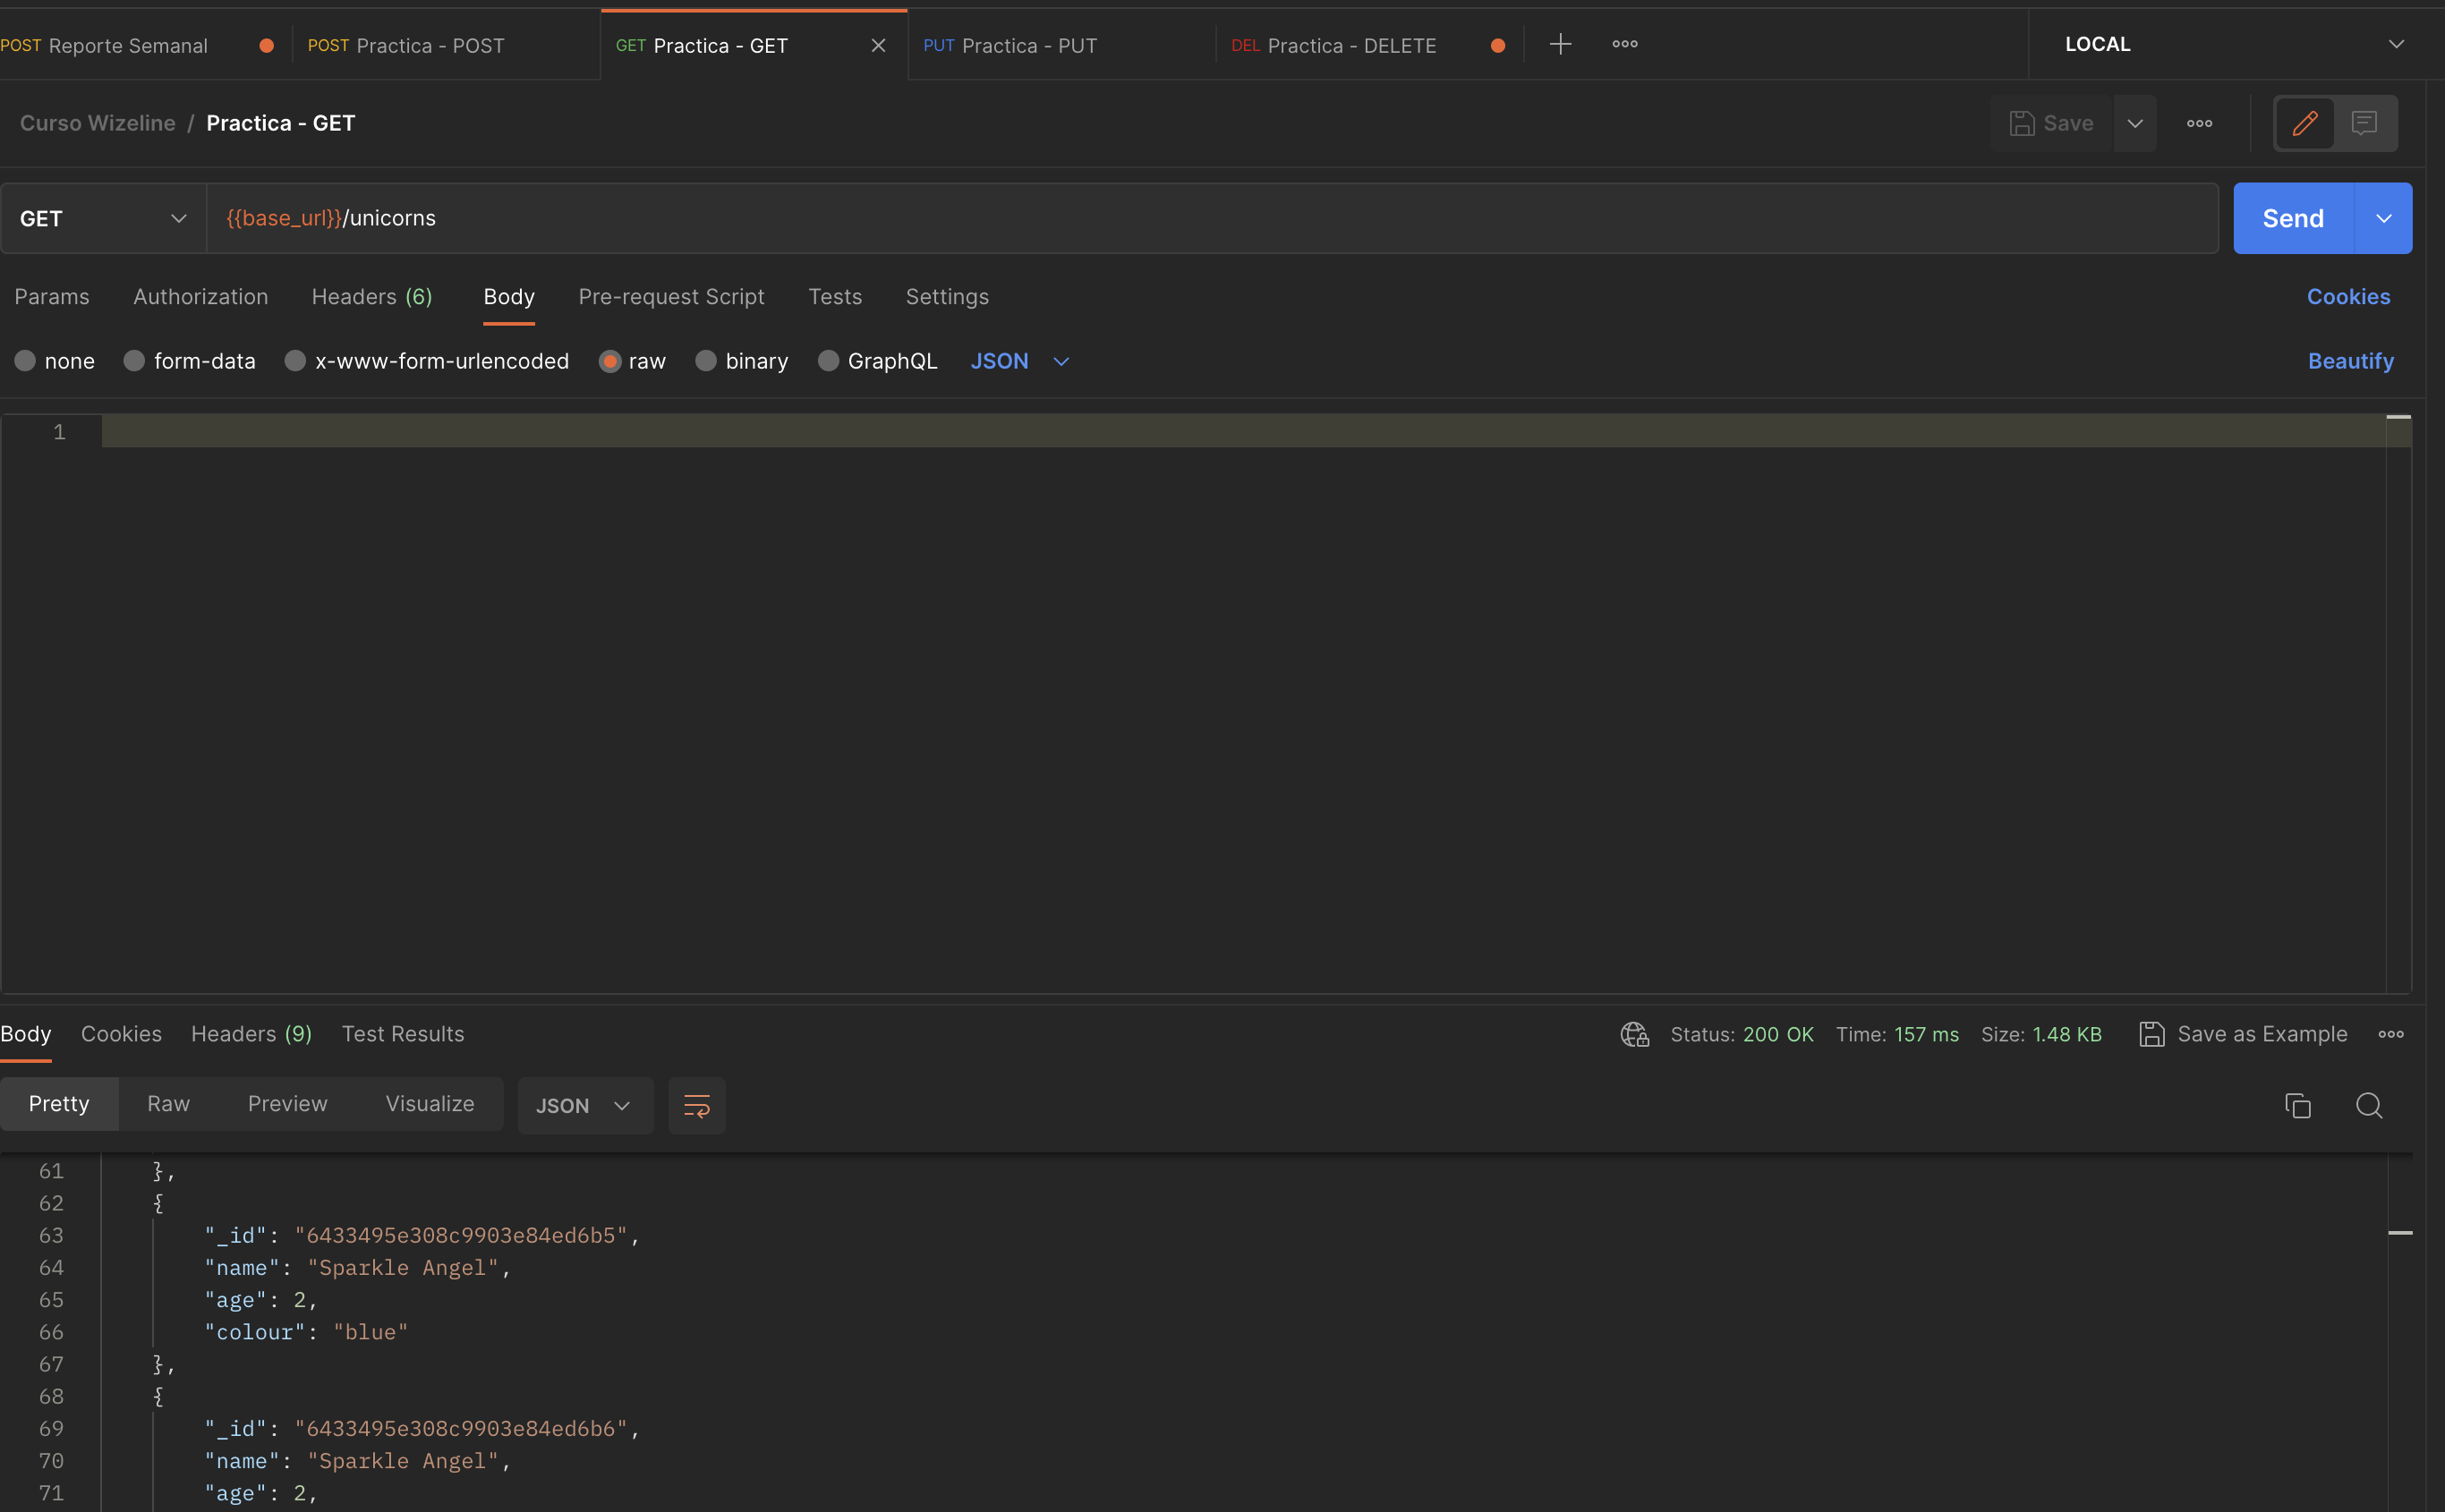 POST Reporte Semanal POST Practica - POST GET Practica - GET PUT Practica - PUT DEL Practica - DELETE LOCAL
Curso Wizeline / Practica - GET Save
GET {{base_url}}/unicorns Send
Params Authorization Headers (6) Body Pre-request Script Tests Settings Cookies
none form-data x-www-form-urlencoded raw binary GraphQL JSON Beautify
1
Body Cookies Headers (9) Test Results Status: 200 OK Time: 157 ms Size: 1.48 KB Save as Example
Pretty Raw Preview Visualize JSON
61 },
62 {
63 "_id": "6433495e308c9903e84ed6b5",
64 "name": "Sparkle Angel",
65 "age": 2,
66 "colour": "blue"
67 },
68 {
69 "_id": "6433495e308c9903e84ed6b6",
70 "name": "Sparkle Angel",
71 "age": 2,